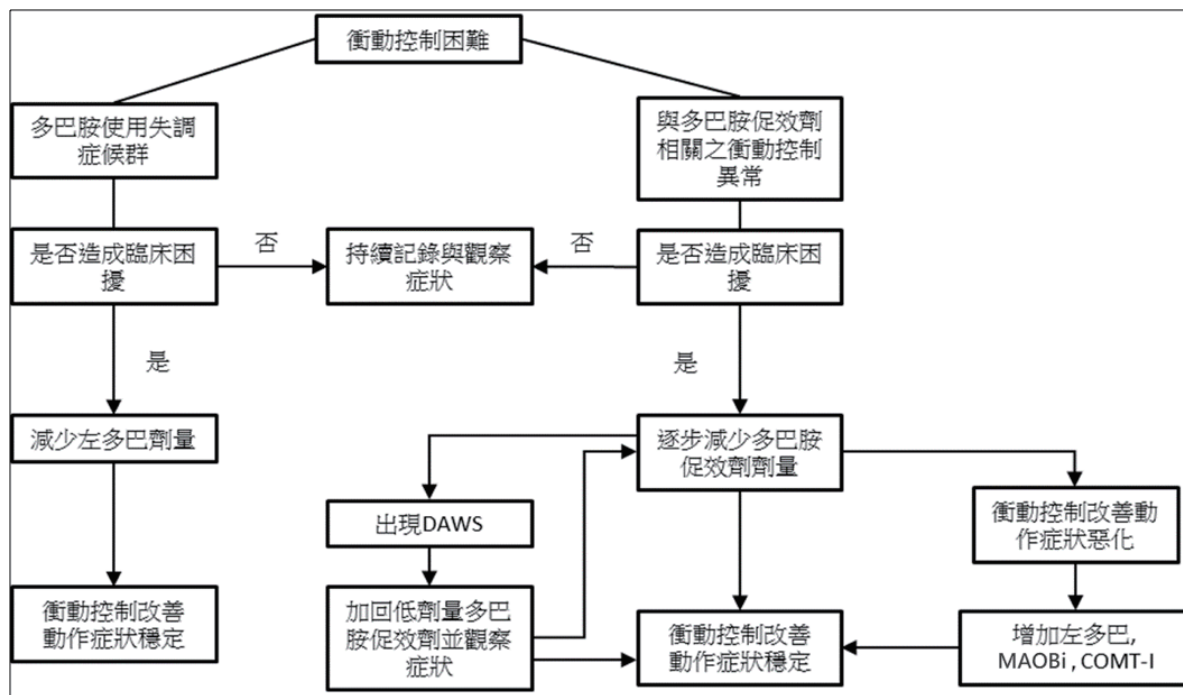 衝動控制困難
多巴胺使用失調
症候群
與多巴胺促效劑
相關之衝動控制
異常
是否造成臨床困
擾
否
持續記錄與觀察
症狀
否
是否造成臨床困
擾
是
是
減少左多巴劑量
逐步減少多巴胺
促效劑劑量
出現DAWS
衝動控制改善動
作症狀惡化
衝動控制改善
動作症狀穩定
加回低劑量多巴
胺促效劑並觀察
症狀
衝動控制改善
動作症狀穩定
增加左多巴,
MAOBi , COMT-I